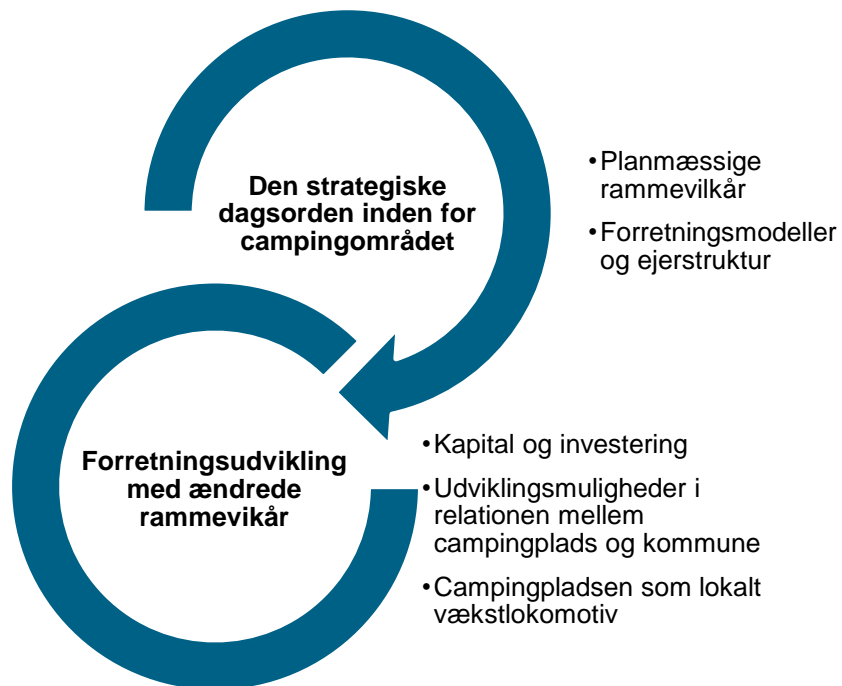 Den strategiske
dagsorden inden for
campingområdet
•Planmæssige
rammevilkår
•Forretningsmodeller
og ejerstruktur
Forretningsudvikling
med ændrede
rammevikår
•Kapital og investering
•Udviklingsmuligheder i
relationen mellem
campingplads og kommune
•Campingpladsen som lokalt
vækstlokomotiv